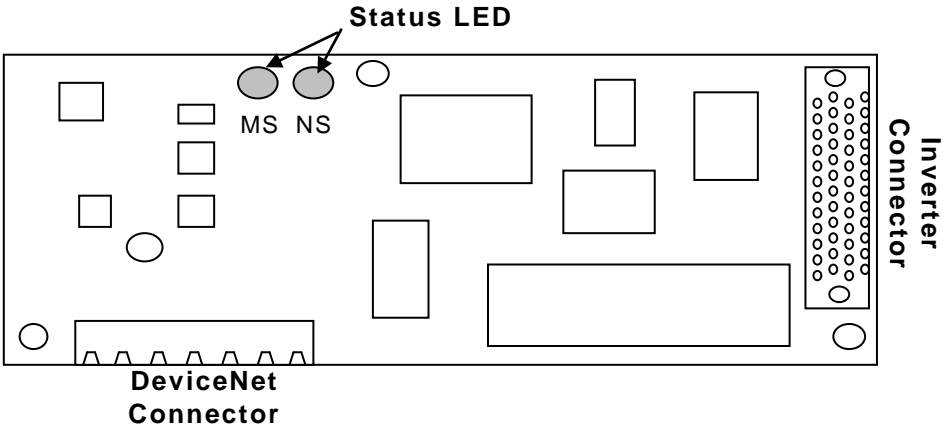 Status LED
MS NS
Inverter
Connector
DeviceNet
Connector